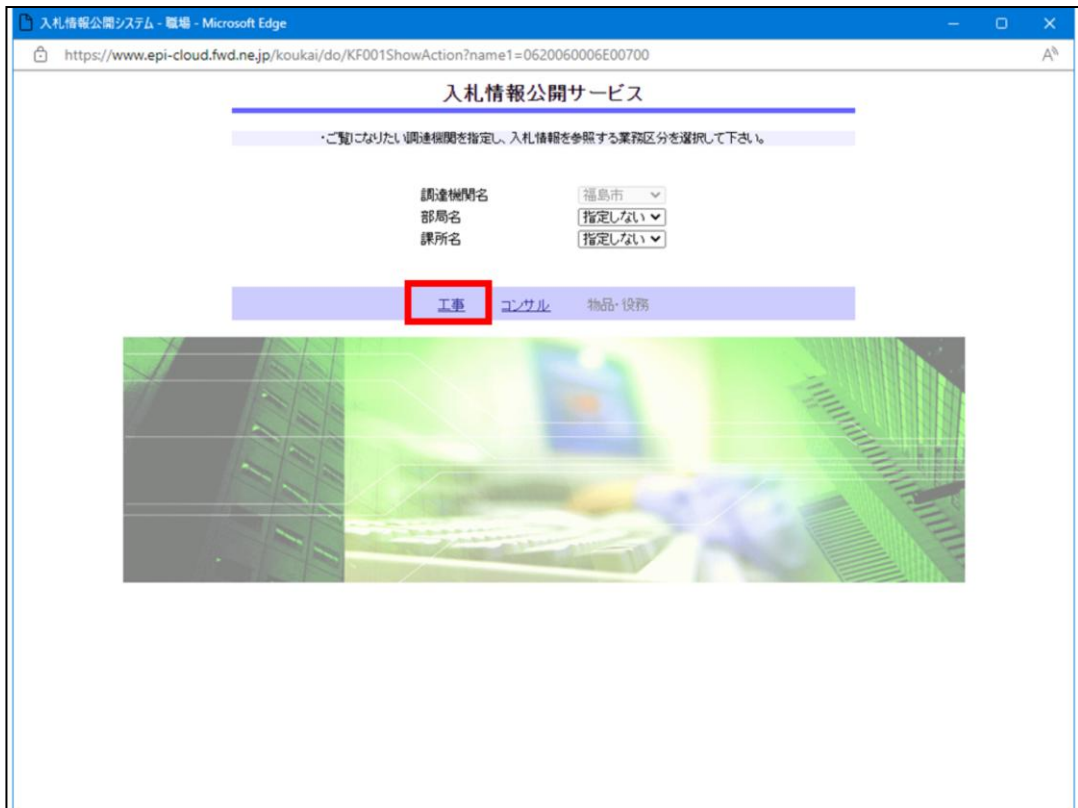 入札情報公開システム - 職場 - Microsoft Edge
https://www.epi-cloud.fwd.ne.jp/koukai/do/KF001ShowAction?name1=0620060006E00700
入札情報公開サービス
・ご覧になりたい調達機関を指定し、入札情報を参照する業務区分を選択して下さい。
調達機関名 福島市
部局名 指定しない
課所名 指定しない
工事 コンサル 物品・役務